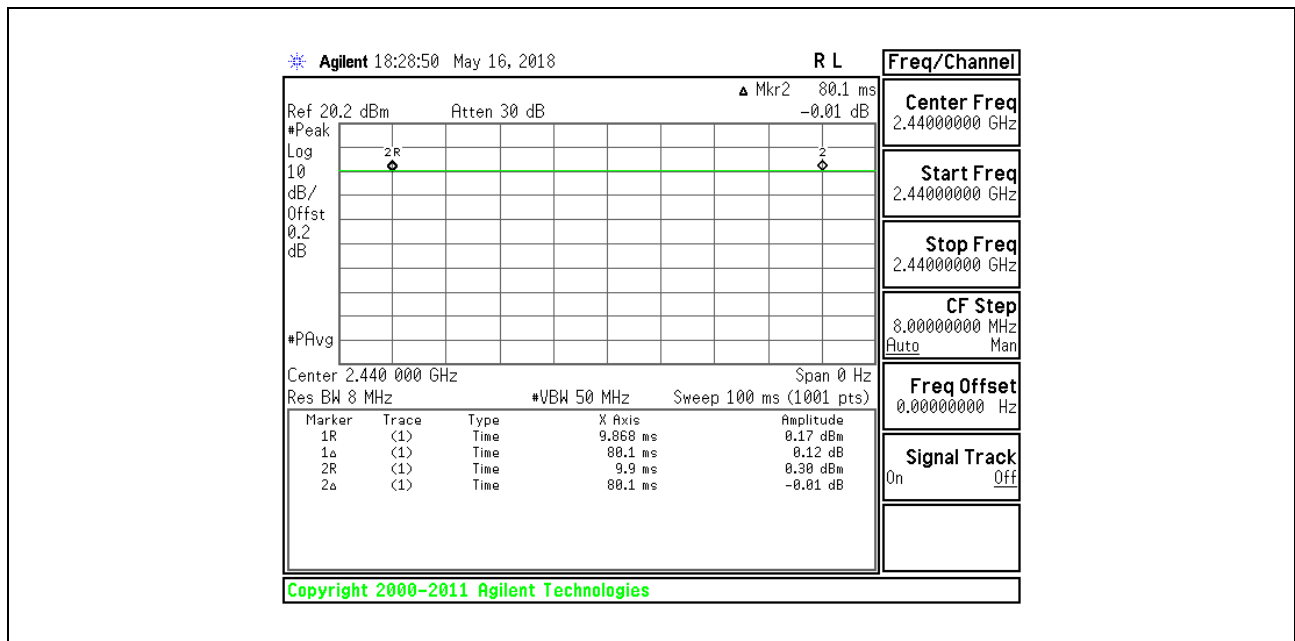 Agilent 18:28:50 May 16, 2018 R L
Δ Mkr2 80.1 ms
Ref 20.2 dBm Atten 30 dB -0.01 dB
#Peak
Log
10
dB/
Offst
0.2
dB
#PAvg
2R
2
Center 2.440 000 GHz Span 0 Hz
Res BW 8 MHz #VBW 50 MHz Sweep 100 ms (1001 pts)
Marker Trace Type X Axis Amplitude
1R (1) Time 9.868 ms 0.17 dBm
1Δ (1) Time 80.1 ms 0.12 dB
2R (1) Time 9.9 ms 0.30 dBm
2Δ (1) Time 80.1 ms -0.01 dB
Freq/Channel
Center Freq
2.44000000 GHz
Start Freq
2.44000000 GHz
Stop Freq
2.44000000 GHz
CF Step
8.00000000 MHz
Auto Man
Freq Offset
0.00000000 Hz
Signal Track
On Off
Copyright 2000-2011 Agilent Technologies